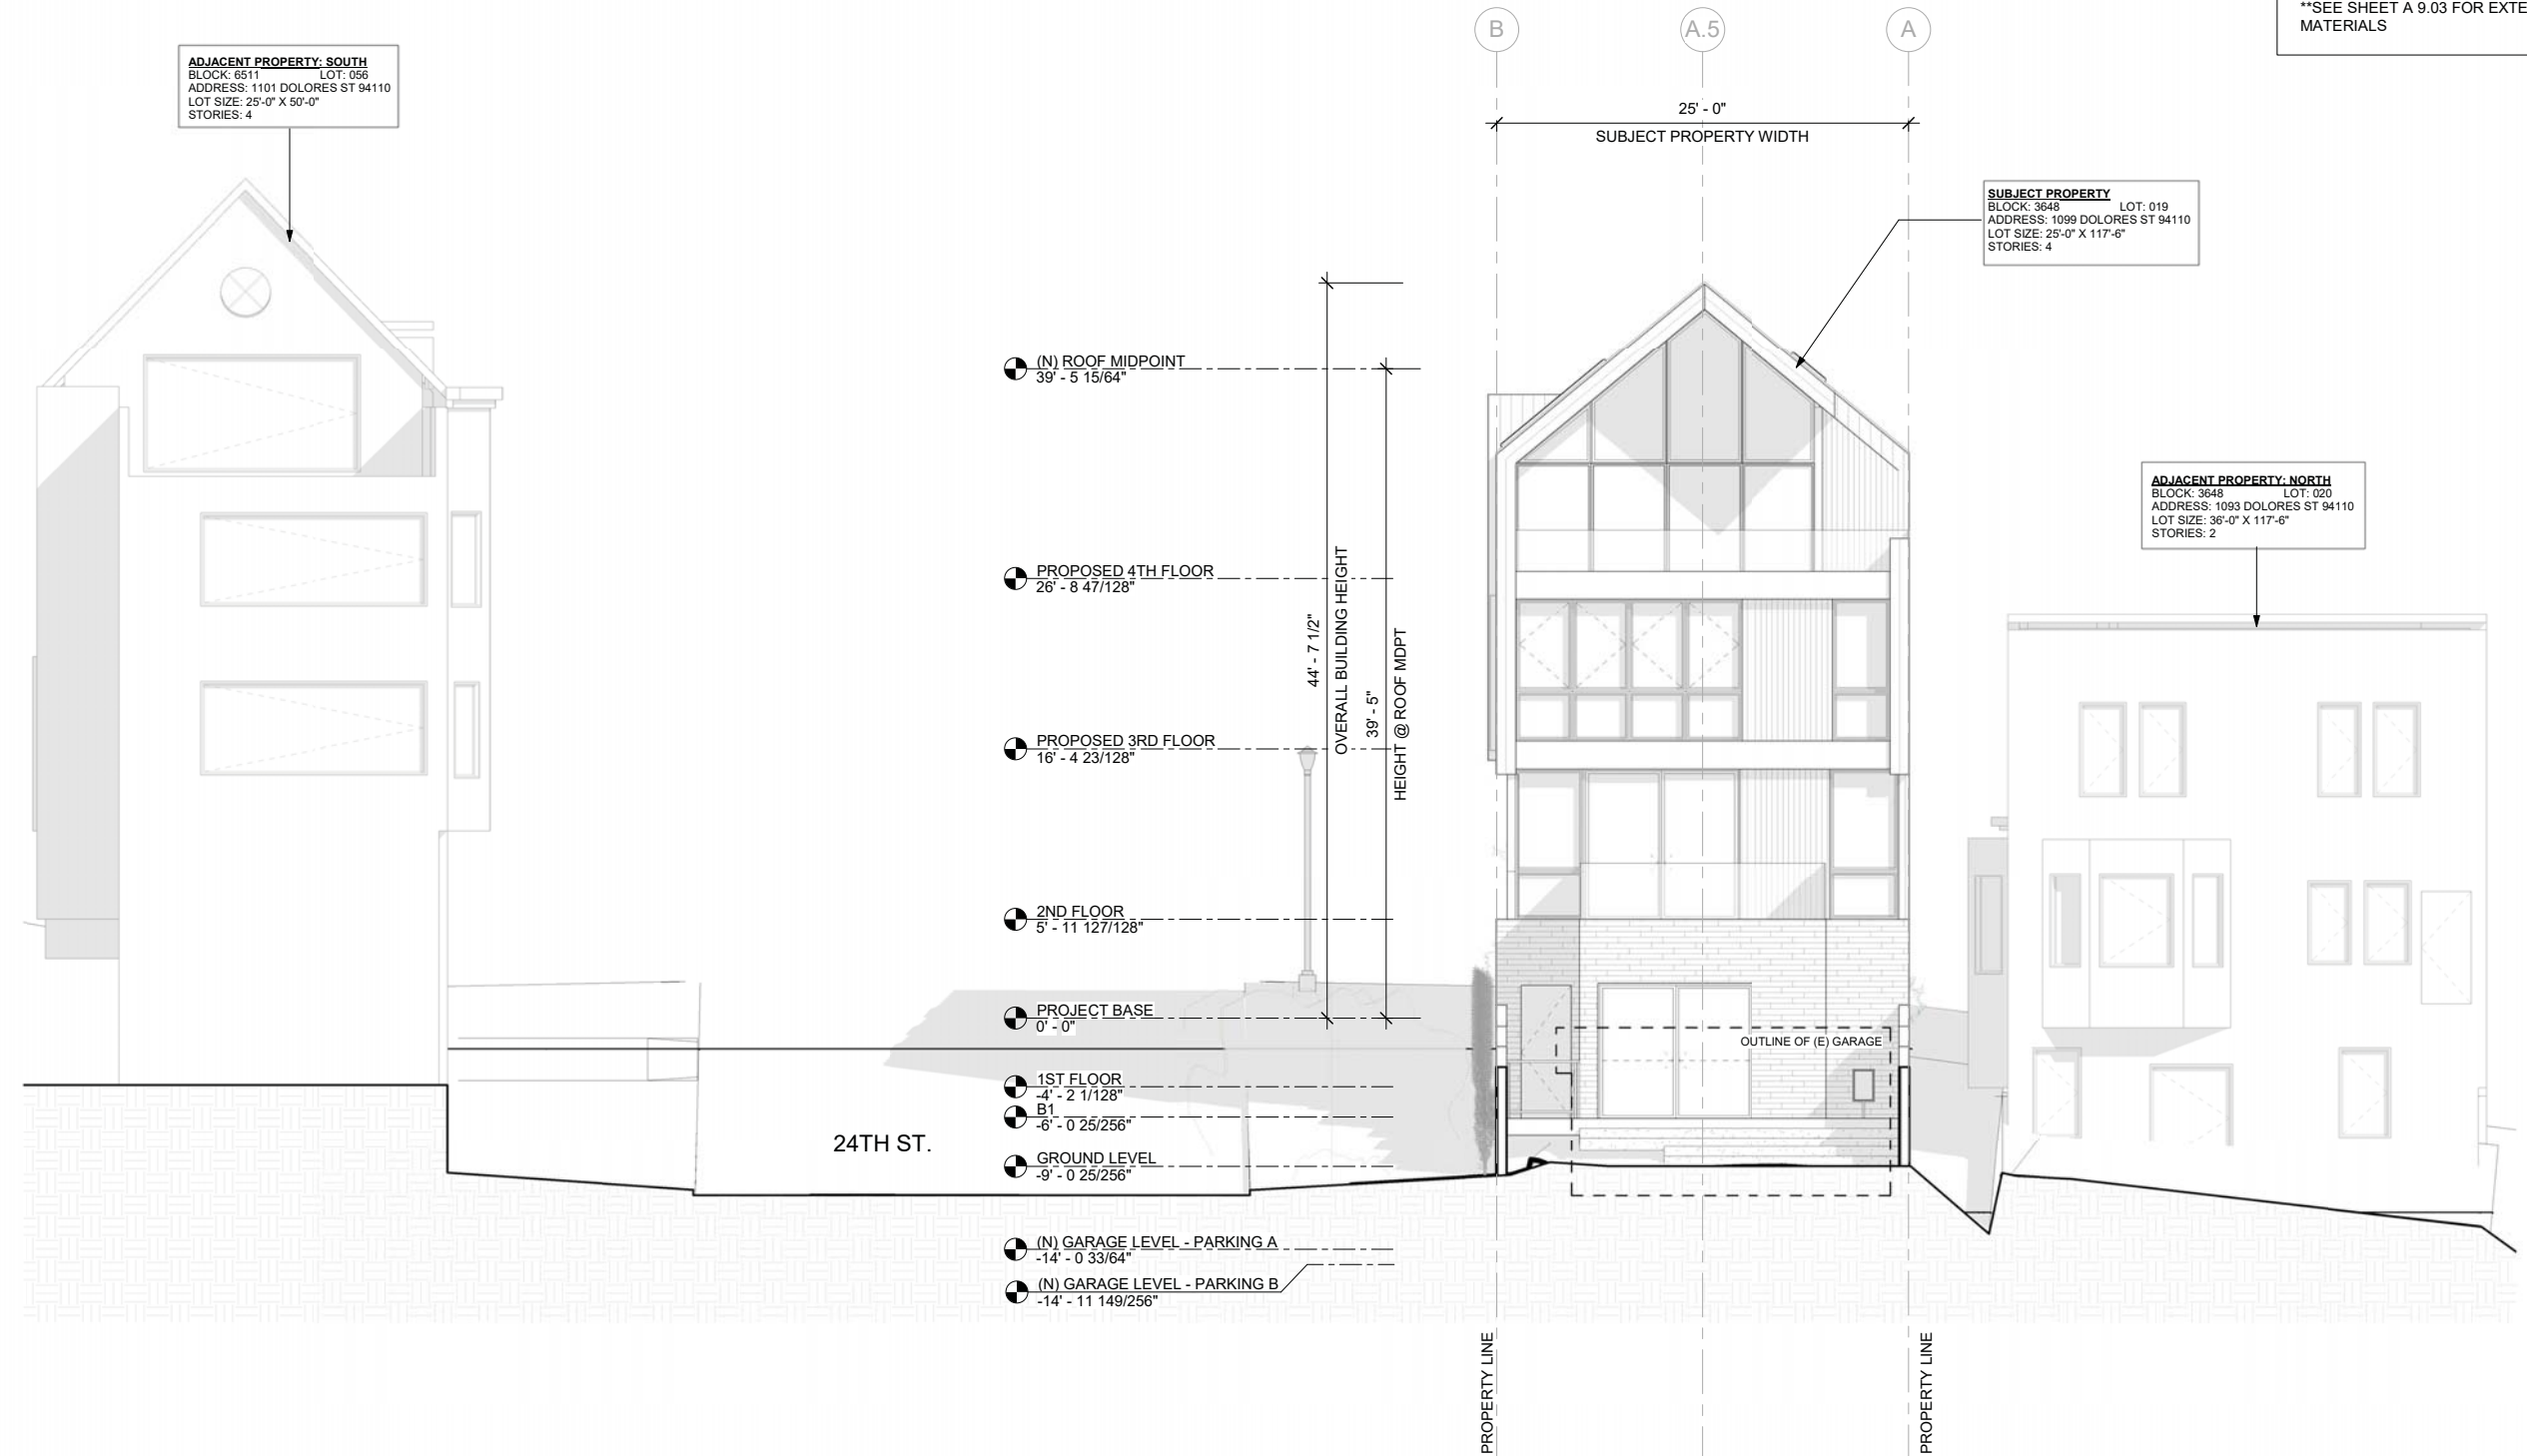 **SEE SHEET A 9.03 FOR EXTE
MATERIALS
B
A.5
A
ADJACENT PROPERTY: SOUTH
BLOCK: 6511 LOT: 056
ADDRESS: 1101 DOLORES ST 94110
LOT SIZE: 25'-0" X 50'-0"
STORIES: 4
25' - 0"
SUBJECT PROPERTY WIDTH
SUBJECT PROPERTY
BLOCK: 3648 LOT: 019
ADDRESS: 1099 DOLORES ST 94110
LOT SIZE: 25'-0" X 117'-6"
STORIES: 4
ADJACENT PROPERTY: NORTH
BLOCK: 3648 LOT: 020
ADDRESS: 1093 DOLORES ST 94110
LOT SIZE: 36'-0" X 117'-6"
STORIES: 2
(N) ROOF MIDPOINT
39' - 5 15/64"
PROPOSED 4TH FLOOR
26' - 8 47/128"
PROPOSED 3RD FLOOR
16' - 4 23/128"
2ND FLOOR
5' - 11 127/128"
PROJECT BASE
0' - 0"
1ST FLOOR
-4' - 2 1/128"
B1
-6' - 0 25/256"
GROUND LEVEL
-9' - 0 25/256"
(N) GARAGE LEVEL - PARKING A
-14' - 0 33/64"
(N) GARAGE LEVEL - PARKING B
-14' - 11 149/256"
44' - 7 1/2"
OVERALL BUILDING HEIGHT
39' - 5"
HEIGHT @ ROOF MDPT
OUTLINE OF (E) GARAGE
24TH ST.
PROPERTY LINE
PROPERTY LINE